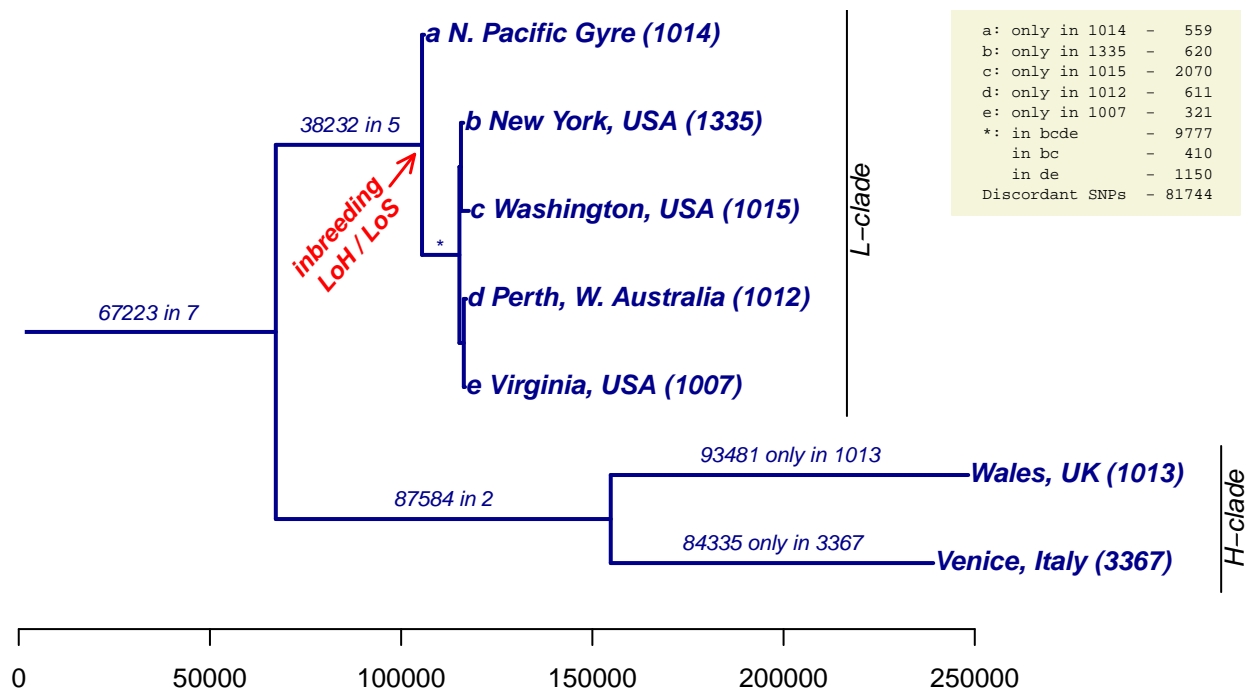 a N. Pacific Gyre (1014)
38232 in 5
b New York, USA (1335)
inbreeding
LoH / LoS
c Washington, USA (1015)
*
d Perth, W. Australia (1012)
67223 in 7
e Virginia, USA (1007)
L−clade
a: only in 1014 - 559
b: only in 1335 - 620
c: only in 1015 - 2070
d: only in 1012 - 611
e: only in 1007 - 321
*: in bcde - 9777
in bc - 410
in de - 1150
Discordant SNPs - 81744
93481 only in 1013
Wales, UK (1013)
87584 in 2
84335 only in 3367
Venice, Italy (3367)
H−clade
0 50000 100000 150000 200000 250000